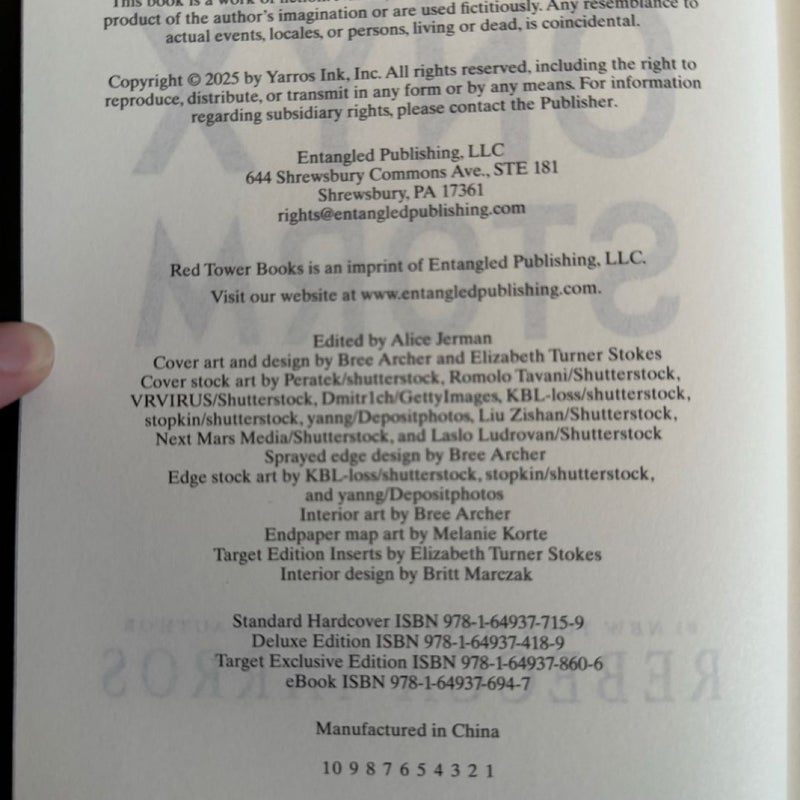 This book is a work of fiction.
product of the author's imagination or are used fictitiously. Any resemblance to
actual events, locales, or persons, living or dead, is coincidental.
Copyright © 2025 by Yarros Ink, Inc. All rights reserved, including the right to
reproduce, distribute, or transmit in any form or by any means. For information
regarding subsidiary rights, please contact the Publisher.
Entangled Publishing, LLC
644 Shrewsbury Commons Ave., STE 181
Shrewsbury, PA 17361
rights@entangledpublishing.com
Red Tower Books is an imprint of Entangled Publishing, LLC.
Visit our website at www.entangledpublishing.com.
Edited by Alice Jerman
Cover art and design by Bree Archer and Elizabeth Turner Stokes
Cover stock art by Peratek/shutterstock, Romolo Tavani/Shutterstock,
VRVIRUS/Shutterstock, Dmitr1ch/GettyImages, KBL-loss/shutterstock,
stopkin/shutterstock, yanng/Depositphotos, Liu Zishan/Shutterstock,
Next Mars Media/Shutterstock, and Laslo Ludrovan/Shutterstock
Sprayed edge design by Bree Archer
Edge stock art by KBL-loss/shutterstock, stopkin/shutterstock,
and yanng/Depositphotos
Interior art by Bree Archer
Endpaper map art by Melanie Korte
Target Edition Inserts by Elizabeth Turner Stokes
Interior design by Britt Marczak
Standard Hardcover ISBN 978-1-64937-715-9
Deluxe Edition ISBN 978-1-64937-418-9
Target Exclusive Edition ISBN 978-1-64937-860-6
eBook ISBN 978-1-64937-694-7
Manufactured in China
10 9 8 7 6 5 4 3 2 1